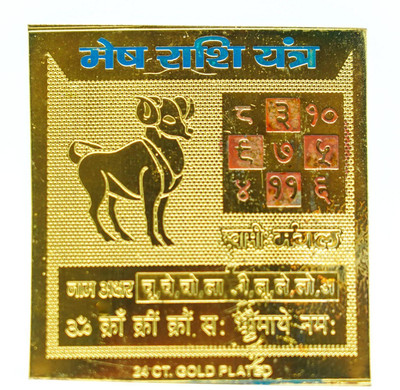 मेष राशि यंत्र
८ ३ १०
९ ७ ५
४ ११ ६
स्वामी मंगल
नाम अक्षर चू चे चो ला ली लू ले लो अ
ॐ क्राँ क्रीं क्रौं सः भौमाये नमः
24 CT. GOLD PLATED